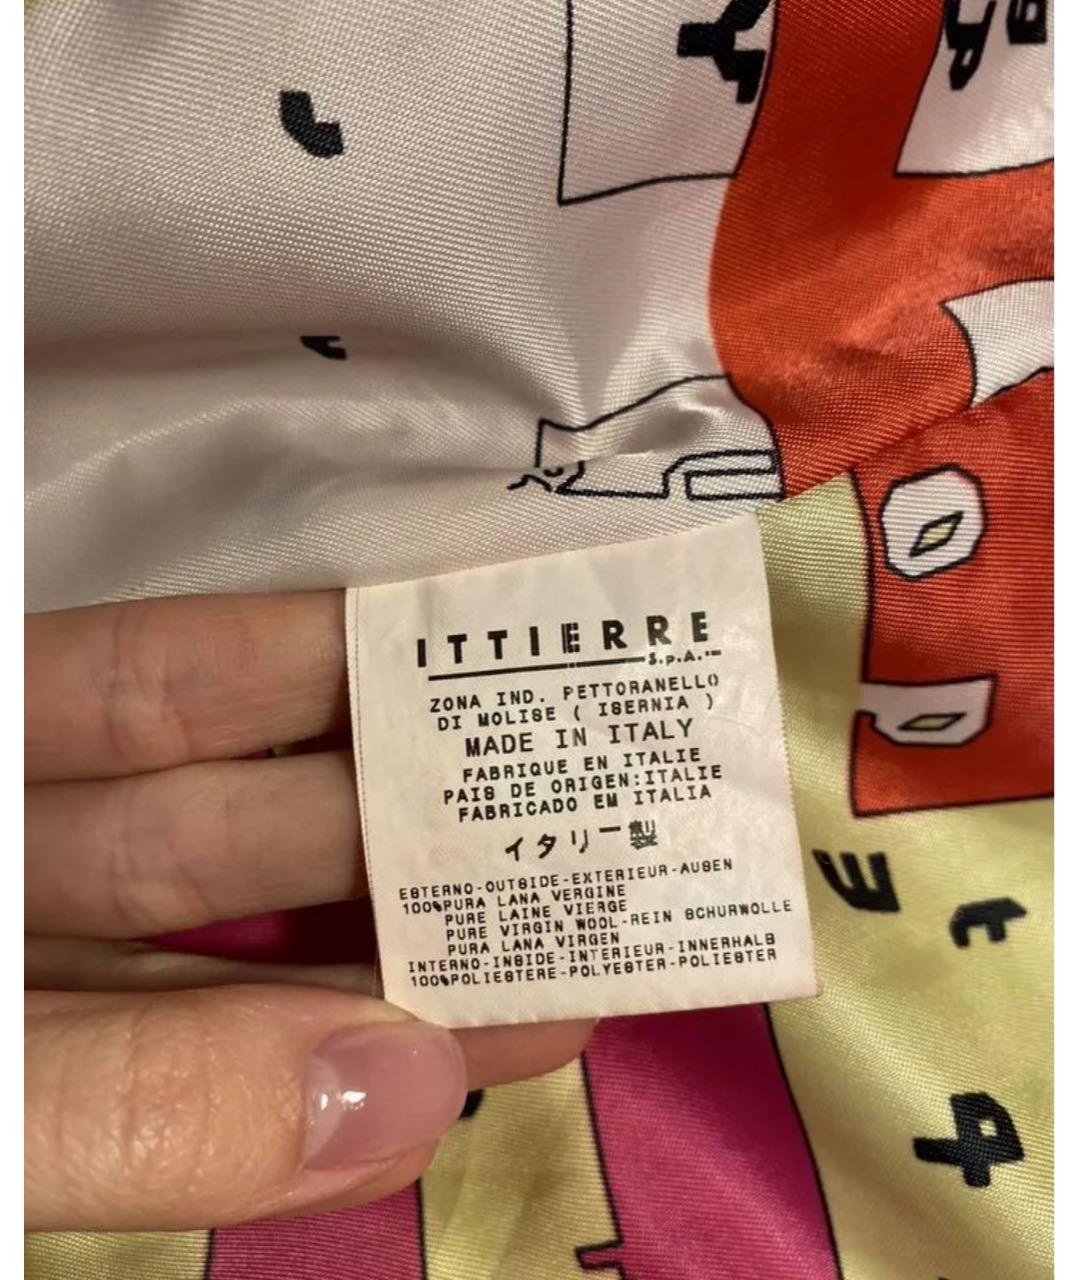 ITTIERRE
S.p.A.
ZONA IND. PETTORANELLO
DI MOLISE ( ISERNIA )
MADE IN ITALY
FABRIQUE EN ITALIE
PAIS DE ORIGEN:ITALIE
FABRICADO EM ITALIA
イタリー製
ESTERNO-OUTSIDE-EXTERIEUR-AUSEN
100%PURA LANA VERGINE
PURE LAINE VIERGE
PURE VIRGIN WOOL-REIN SCHURWOLLE
PURA LANA VIRGEN
INTERNO-INSIDE-INTERIEUR-INNERHALB
100%POLIESTERE-POLYESTER-POLIESTER